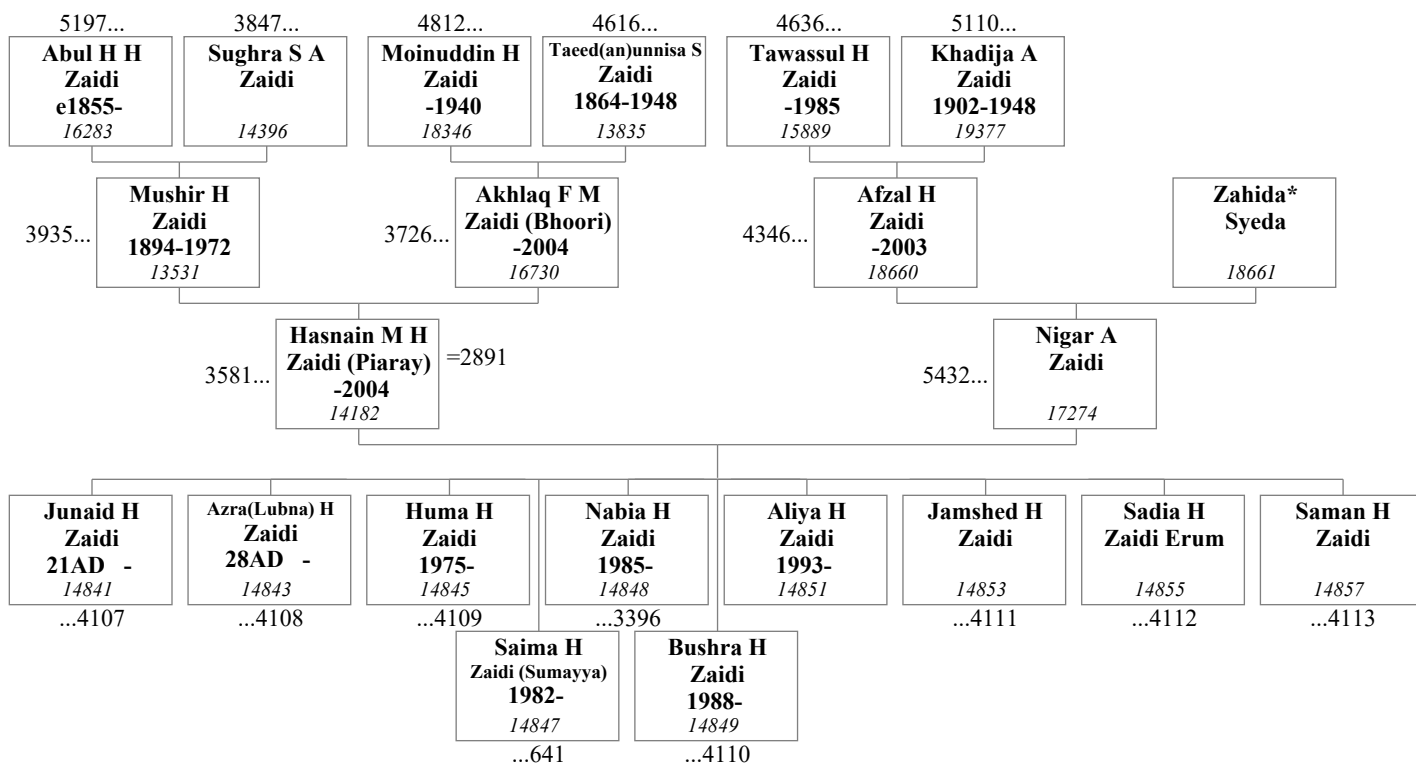 5197...
3847...
4812...
4616...
4636...
5110...
Abul H H
Zaidi
e1855-
16283
Sughra S A
Zaidi
14396
Moinuddin H
Zaidi
-1940
18346
Taeed(an)unnisa S
Zaidi
1864-1948
13835
Tawassul H
Zaidi
-1985
15889
Khadija A
Zaidi
1902-1948
19377
3935...
Mushir H
Zaidi
1894-1972
13531
3726...
Akhlaq F M
Zaidi (Bhoori)
-2004
16730
4346...
Afzal H
Zaidi
-2003
18660
Zahida*
Syeda
18661
3581...
Hasnain M H
Zaidi (Piaray)
-2004
14182
=2891
5432...
Nigar A
Zaidi
17274
Junaid H
Zaidi
21AD -
14841
...4107
Azra(Lubna) H
Zaidi
28AD -
14843
...4108
Huma H
Zaidi
1975-
14845
...4109
Nabia H
Zaidi
1985-
14848
...3396
Aliya H
Zaidi
1993-
14851
Jamshed H
Zaidi
14853
...4111
Sadia H
Zaidi Erum
14855
...4112
Saman H
Zaidi
14857
...4113
Saima H
Zaidi (Sumayya)
1982-
14847
...641
Bushra H
Zaidi
1988-
14849
...4110